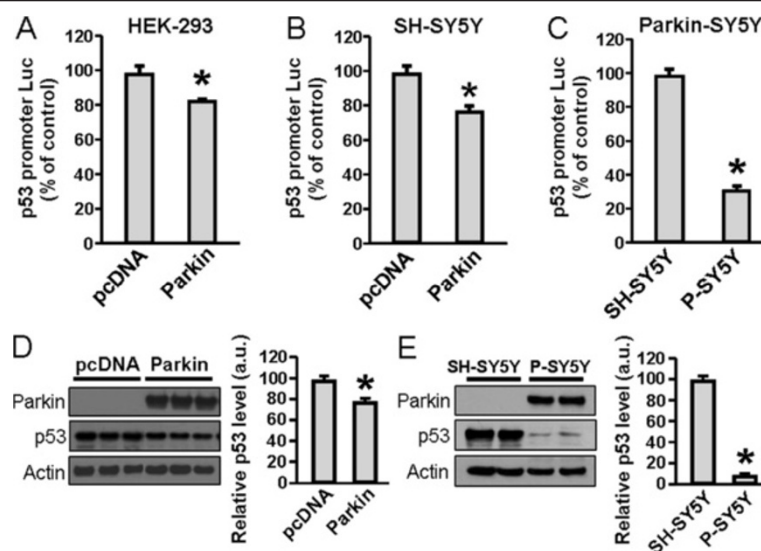 A
HEK-293
p53 promoter Luc
(% of control)
120
100
80
60
40
20
0
*
pcDNA
Parkin
B
SH-SY5Y
p53 promoter Luc
(% of control)
120
100
80
60
40
20
0
*
pcDNA
Parkin
C
Parkin-SY5Y
p53 promoter Luc
(% of control)
120
100
80
60
40
20
0
*
SH-SY5Y
P-SY5Y
D
pcDNA Parkin
Parkin
p53
Actin
Relative p53 level (a.u.)
120
100
80
60
40
20
0
*
pcDNA
Parkin
E
SH-SY5Y P-SY5Y
Parkin
p53
Actin
Relative p53 level (a.u.)
120
100
80
60
40
20
0
*
SH-SY5Y
P-SY5Y